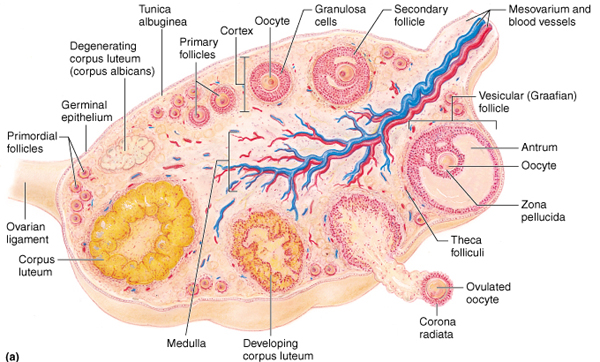 Tunica
albuginea
Cortex
Oocyte
Granulosa
cells
Secondary
follicle
Mesovarium and
blood vessels
Degenerating
corpus luteum
(corpus albicans)
Primary
follicles
Germinal
epithelium
Primordial
follicles
Vesicular (Graafian)
follicle
Antrum
Oocyte
Zona
pellucida
Theca
folliculi
Ovarian
ligament
Corpus
luteum
Ovulated
oocyte
Corona
radiata
Medulla
Developing
corpus luteum
(a)